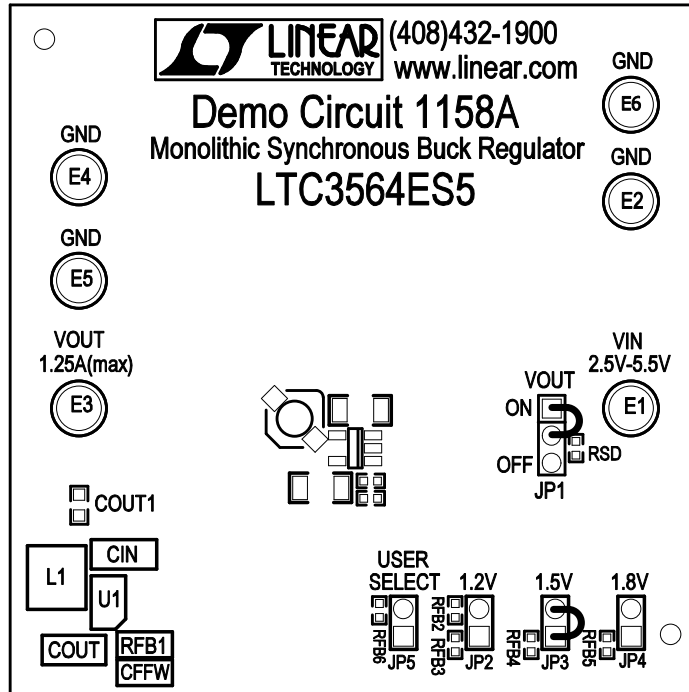 LINEAR
TECHNOLOGY
(408)432-1900
www.linear.com
Demo Circuit 1158A
Monolithic Synchronous Buck Regulator
LTC3564ES5
GND
E6
GND
E4
GND
E2
GND
E5
VOUT
1.25A(max)
E3
VIN
2.5V-5.5V
E1
VOUT
ON
OFF
RSD
JP1
COUT1
CIN
L1
U1
COUT
RFB1
CFFW
USER
SELECT
RFB6
JP5
1.2V
RFB2
RFB3
JP2
1.5V
RFB4
JP3
1.8V
RFB5
JP4